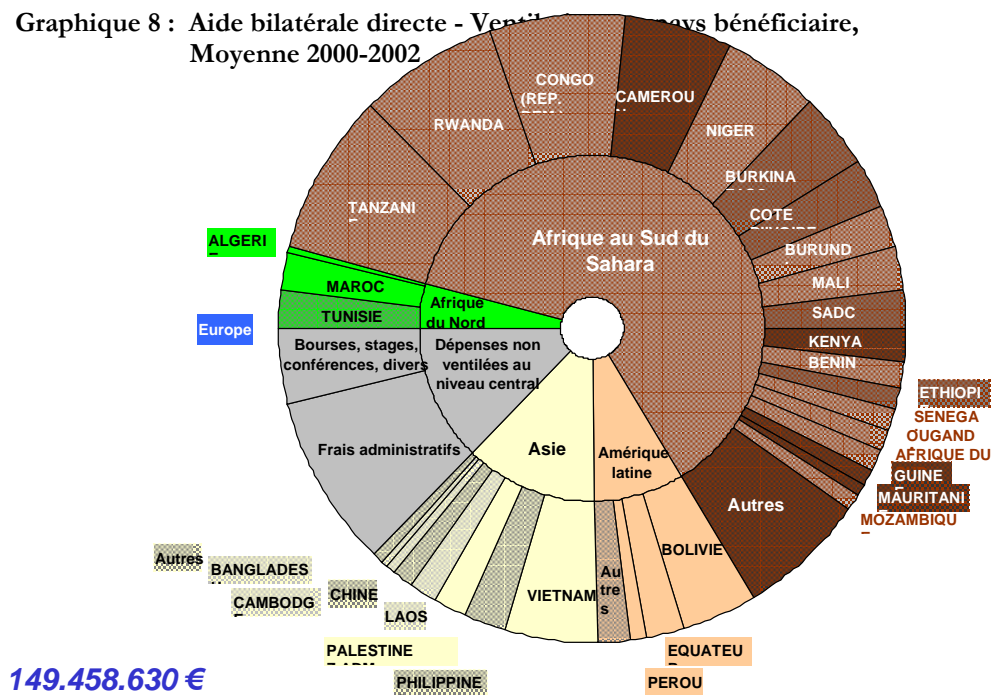 Graphique 8 : Aide bilatérale directe - pays bénéficiaire,
Moyenne 2000-2002
CONGO
(REP.
CAMEROU
RWANDA
NIGER
BURKINA
TANZANI
COTE
Afrique au Sud du
Sahara
BURUND
ALGERI
MALI
MAROC
Afrique
du Nord
SADC
TUNISIE
Europe
KENYA
Bourses, stages,
conférences, divers
Dépenses non
ventilées au
niveau central
BENIN
ETHIOPI
SENEGA
OUGAND
AFRIQUE DU
Frais administratifs
Asie
Amérique
latine
GUINE
MAURITANI
Autres
MOZAMBIQU
BOLIVIE
Autres
BANGLADES
Au
tre
s
VIETNAM
CHINE
CAMBODG
LAOS
PALESTINE
EQUATEU
PHILIPPINE
PEROU
149.458.630 €